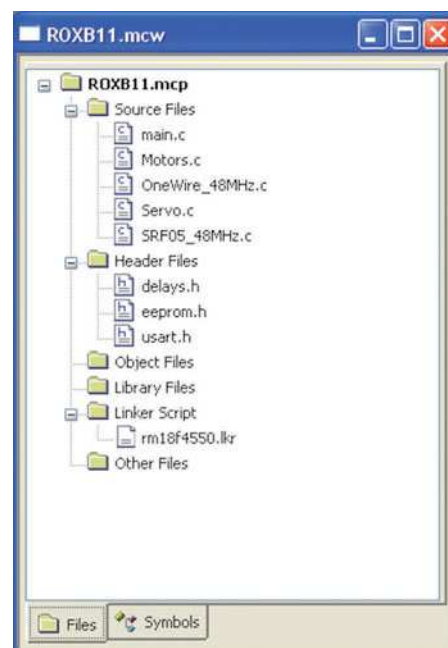 ROXB11.mcw
ROXB11.mcp
Source Files
main.c
Motors.c
OneWire_48MHz.c
Servo.c
SRF05_48MHz.c
Header Files
delays.h
eeprom.h
usart.h
Object Files
Library Files
Linker Script
rm18f4550.lkr
Other Files
Files
Symbols